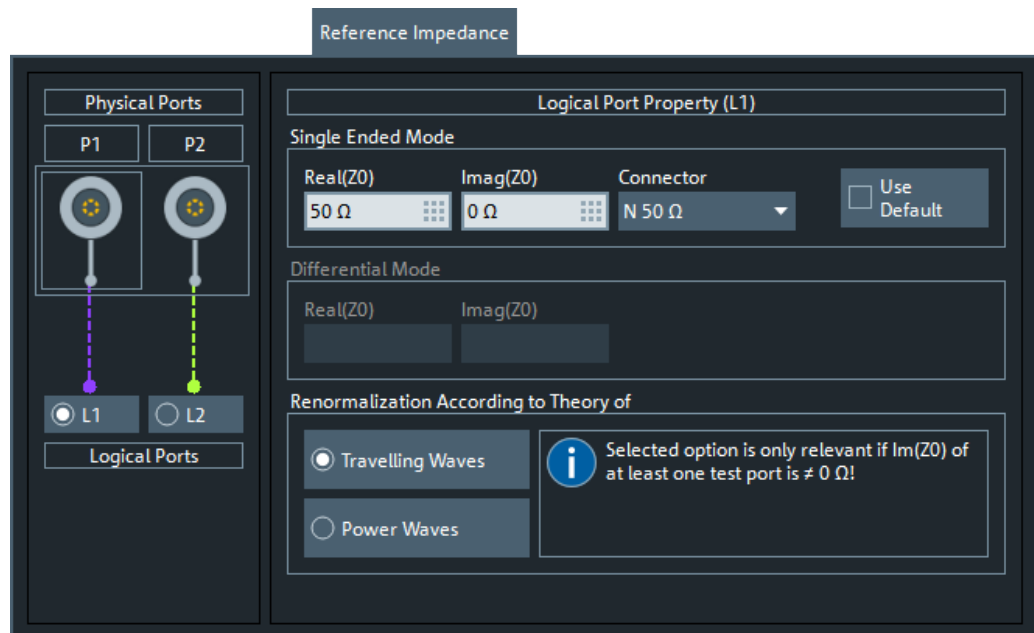 Reference Impedance
Physical Ports
P1
P2
L1
L2
Logical Ports
Logical Port Property (L1)
Single Ended Mode
Real(Z0)
Imag(Z0)
Connector
50 Ω
0 Ω
N 50 Ω
Use
Default
Differential Mode
Real(Z0)
Imag(Z0)
Renormalization According to Theory of
Travelling Waves
Power Waves
i
Selected option is only relevant if Im(Z0) of
at least one test port is ≠ 0 Ω!